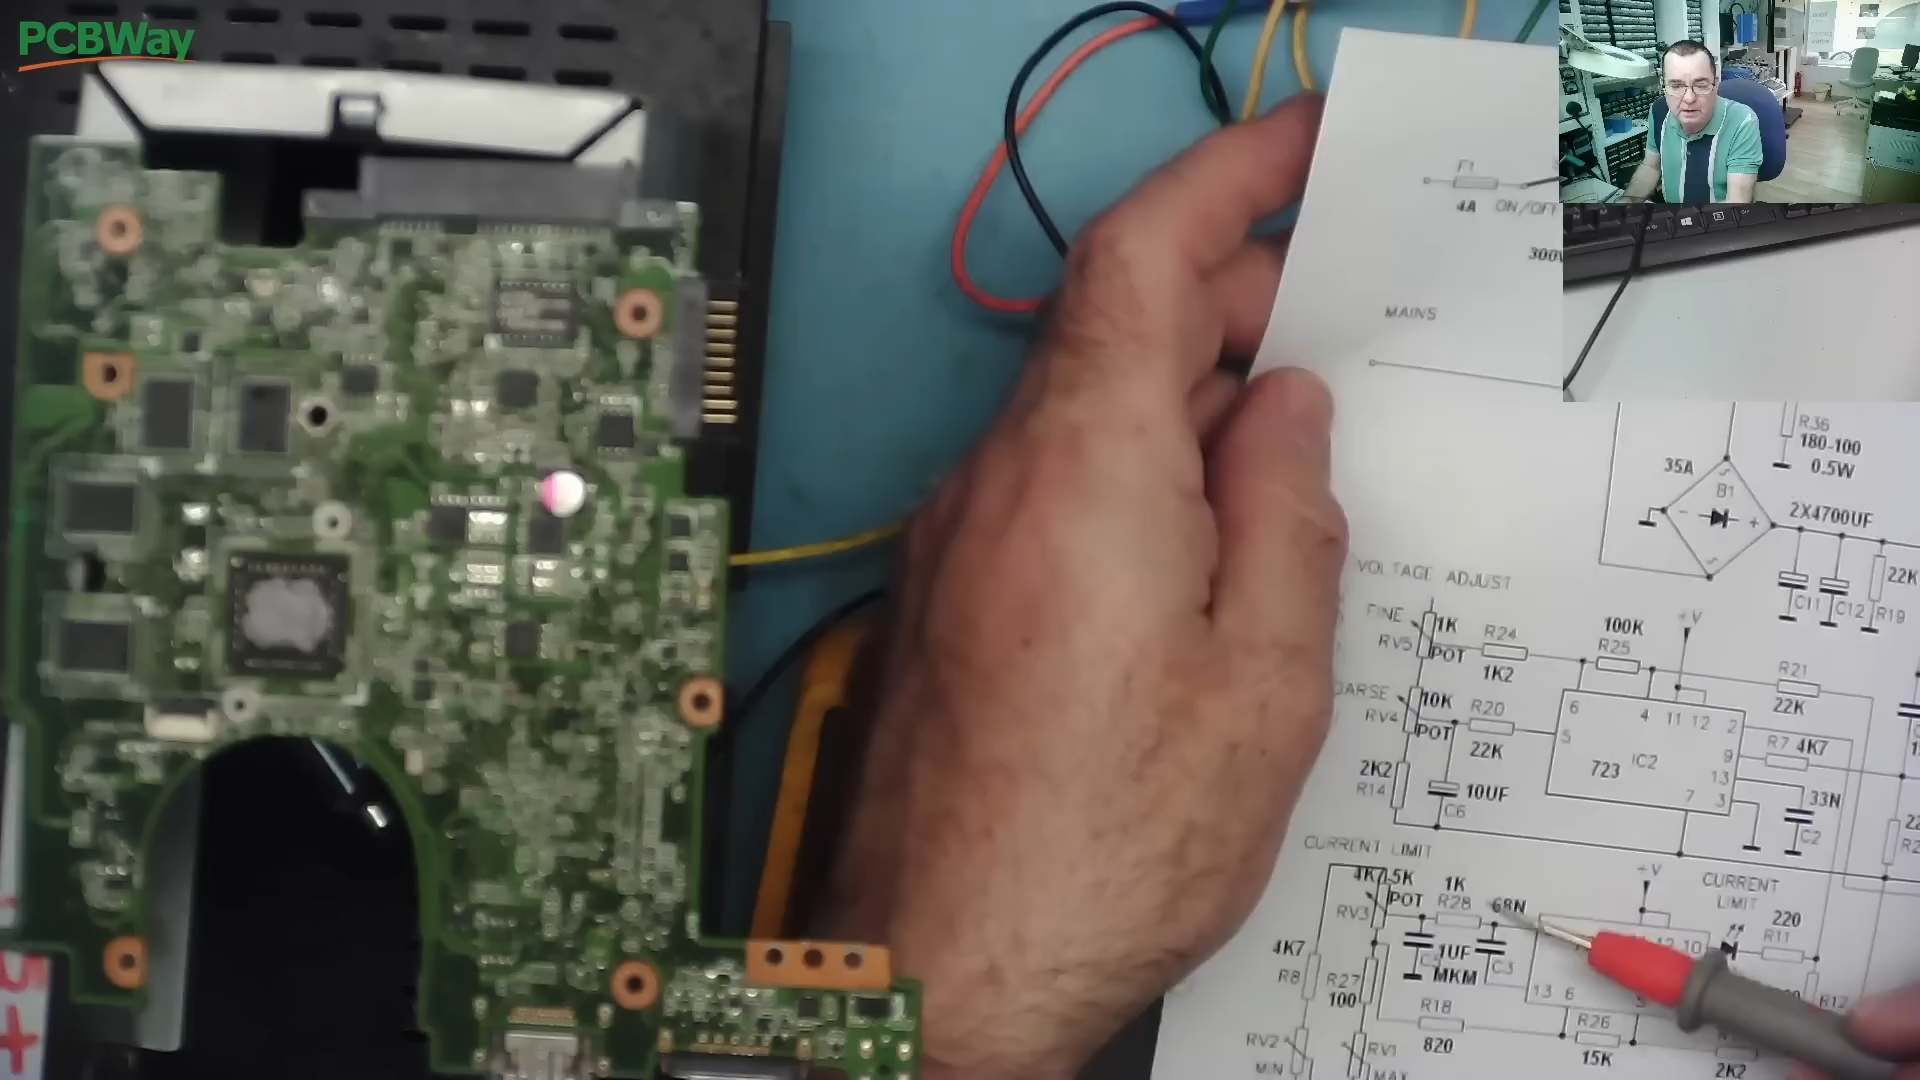 PCBWay
F1
4A ON/OFF
300V
MAINS
R36
180-100
0.5W
35A
B1
2X4700UF
C11
C12
22K
R19
VOLTAGE ADJUST
FINE
1K
RV5
POT
R24
1K2
100K
R25
+V
R21
22K
10K
RV4
POT
R20
22K
6
4
11
12
2
5
9
13
7
3
723
IC2
R7 4K7
33N
C2
2K2
R14
10UF
C6
CURRENT LIMIT
4K7.5K
POT
RV3
1K
R28
68N
+V
CURRENT
LIMIT
220
R11
12 10
4K7
R8
R27
100
1UF
MKM
C3
13
6
R18
820
R26
15K
R12
RV2
MIN
RV1
MAX
2K2
5+